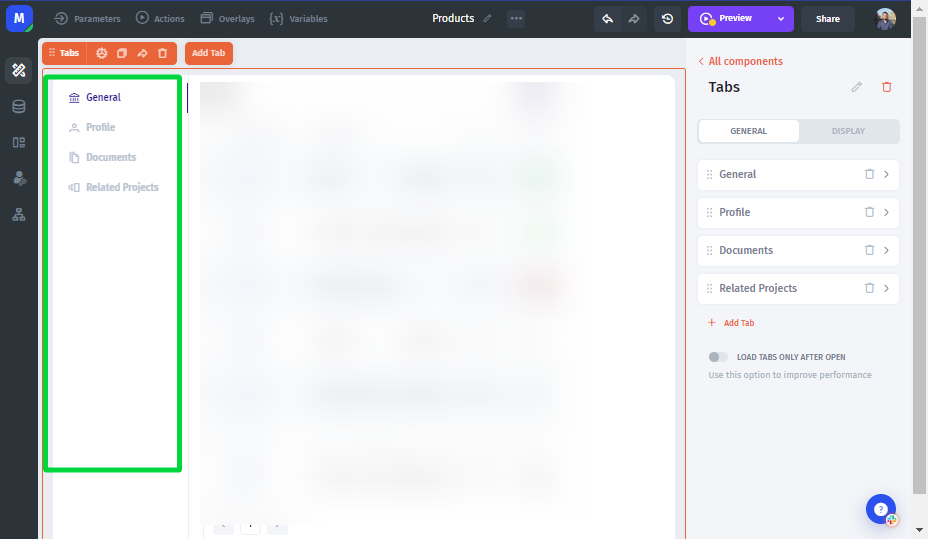 M
Parameters
Actions
Overlays
{x} Variables
Products
Preview
Share
Tabs
Add Tab
General
Profile
Documents
Related Projects
All components
Tabs
GENERAL
DISPLAY
General
Profile
Documents
Related Projects
+ Add Tab
LOAD TABS ONLY AFTER OPEN
Use this option to improve performance
?